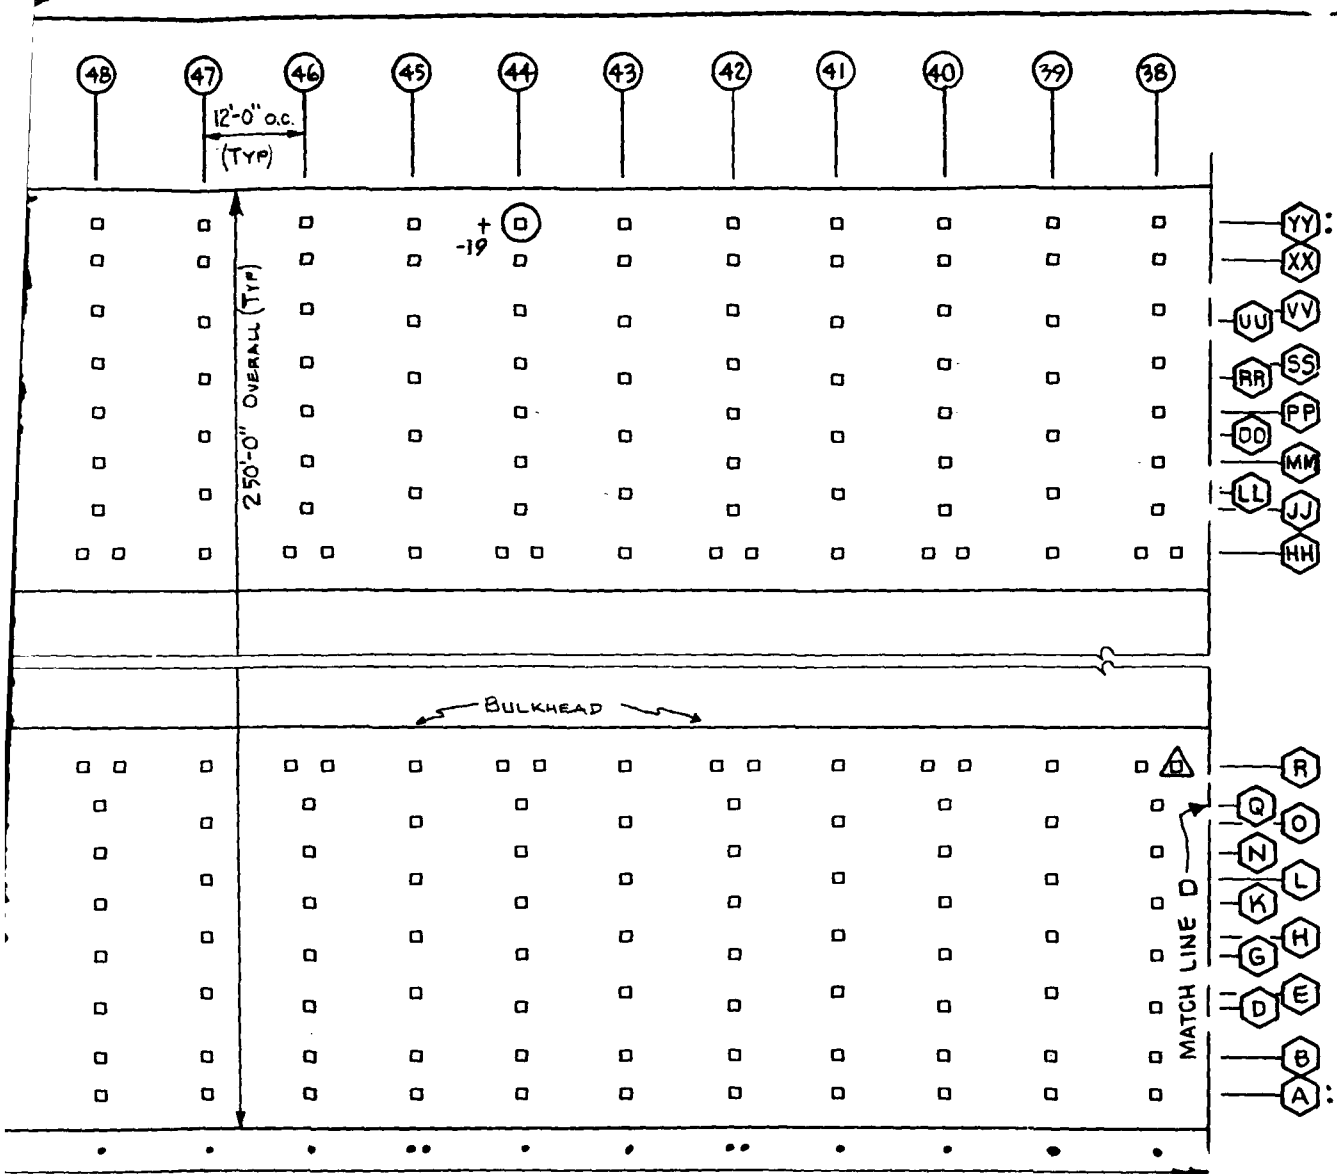 48 47 46 45 44 43 42 41 40 39 38
12'-0" o.c.
(TYP)
YY
+
-19
XX
250'-0" OVERALL (TYP)
VV
UU
SS
RR
PP
OO
MM
LL
JJ
HH
BULKHEAD
R
Q
O
N
L
K
H
G
E
D
B
A
MATCH LINE D